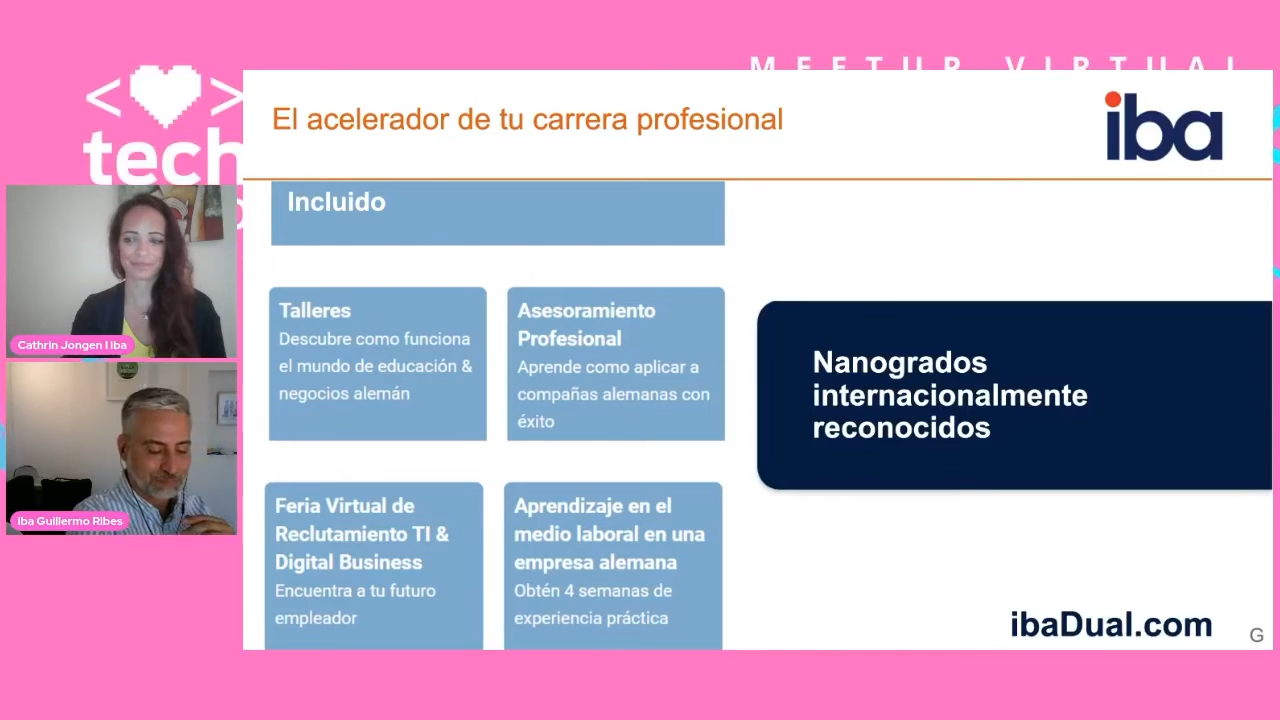 MEETUP VIRTUAL
< >
tech
El acelerador de tu carrera profesional
iba
Incluido
Talleres
Descubre como funciona
el mundo de educación &
negocios alemán
Asesoramiento
Profesional
Aprende como aplicar a
compañas alemanas con
éxito
Feria Virtual de
Reclutamiento TI &
Digital Business
Encuentra a tu futuro
empleador
Aprendizaje en el
medio laboral en una
empresa alemana
Obtén 4 semanas de
experiencia práctica
Nanogrados
internacionalmente
reconocidos
ibaDual.com
G
Cathrin Jongen I iba
Iba Guillermo Ribes